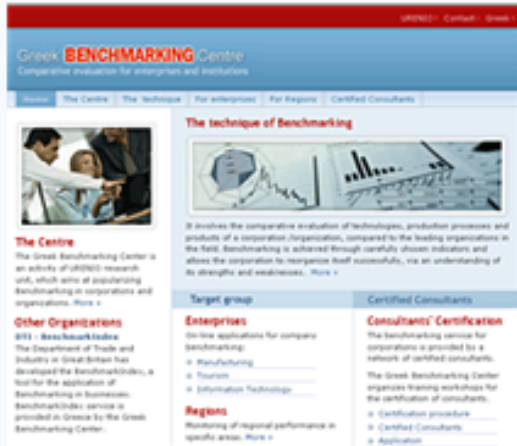 URENIO Contact Greek
Greek BENCHMARKING Centre
Comparative evaluation for enterprises and institutions
Home The Centre The technique For enterprises For Regions Certified Consultants
The technique of Benchmarking
It involves the comparative evaluation of technologies, production processes and
products of a corporation /organization, compared to the leading organizations in
the field. Benchmarking is achieved through carefully chosen indicators and
allows the corporation to reorganize itself successfully, via an understanding of
its strengths and weaknesses. More »
The Centre
The Greek Benchmarking Center is
an activity of URENIO research
unit, which aims at popularizing
Benchmarking in corporations and
organizations. More »
Other Organizations
DTI - BenchmarkIndex
The Department of Trade and
Industry in Great Britain has
developed the BenchmarkIndex, a
tool for the application of
Benchmarking in businesses.
BenchmarkIndex service is
provided in Greece by the Greek
Benchmarking Center.
Target group
Enterprises
On-line applications for company
benchmarking:
Manufacturing
Tourism
Information Technology
Regions
Monitoring of regional performance in
specific areas. More »
Certified Consultants
Consultants' Certification
The benchmarking service for
corporations is provided by a
network of certified consultants.
The Greek Benchmarking Center
organizes training workshops for
the certification of consultants.
Certification procedure
Certified Consultants
Application